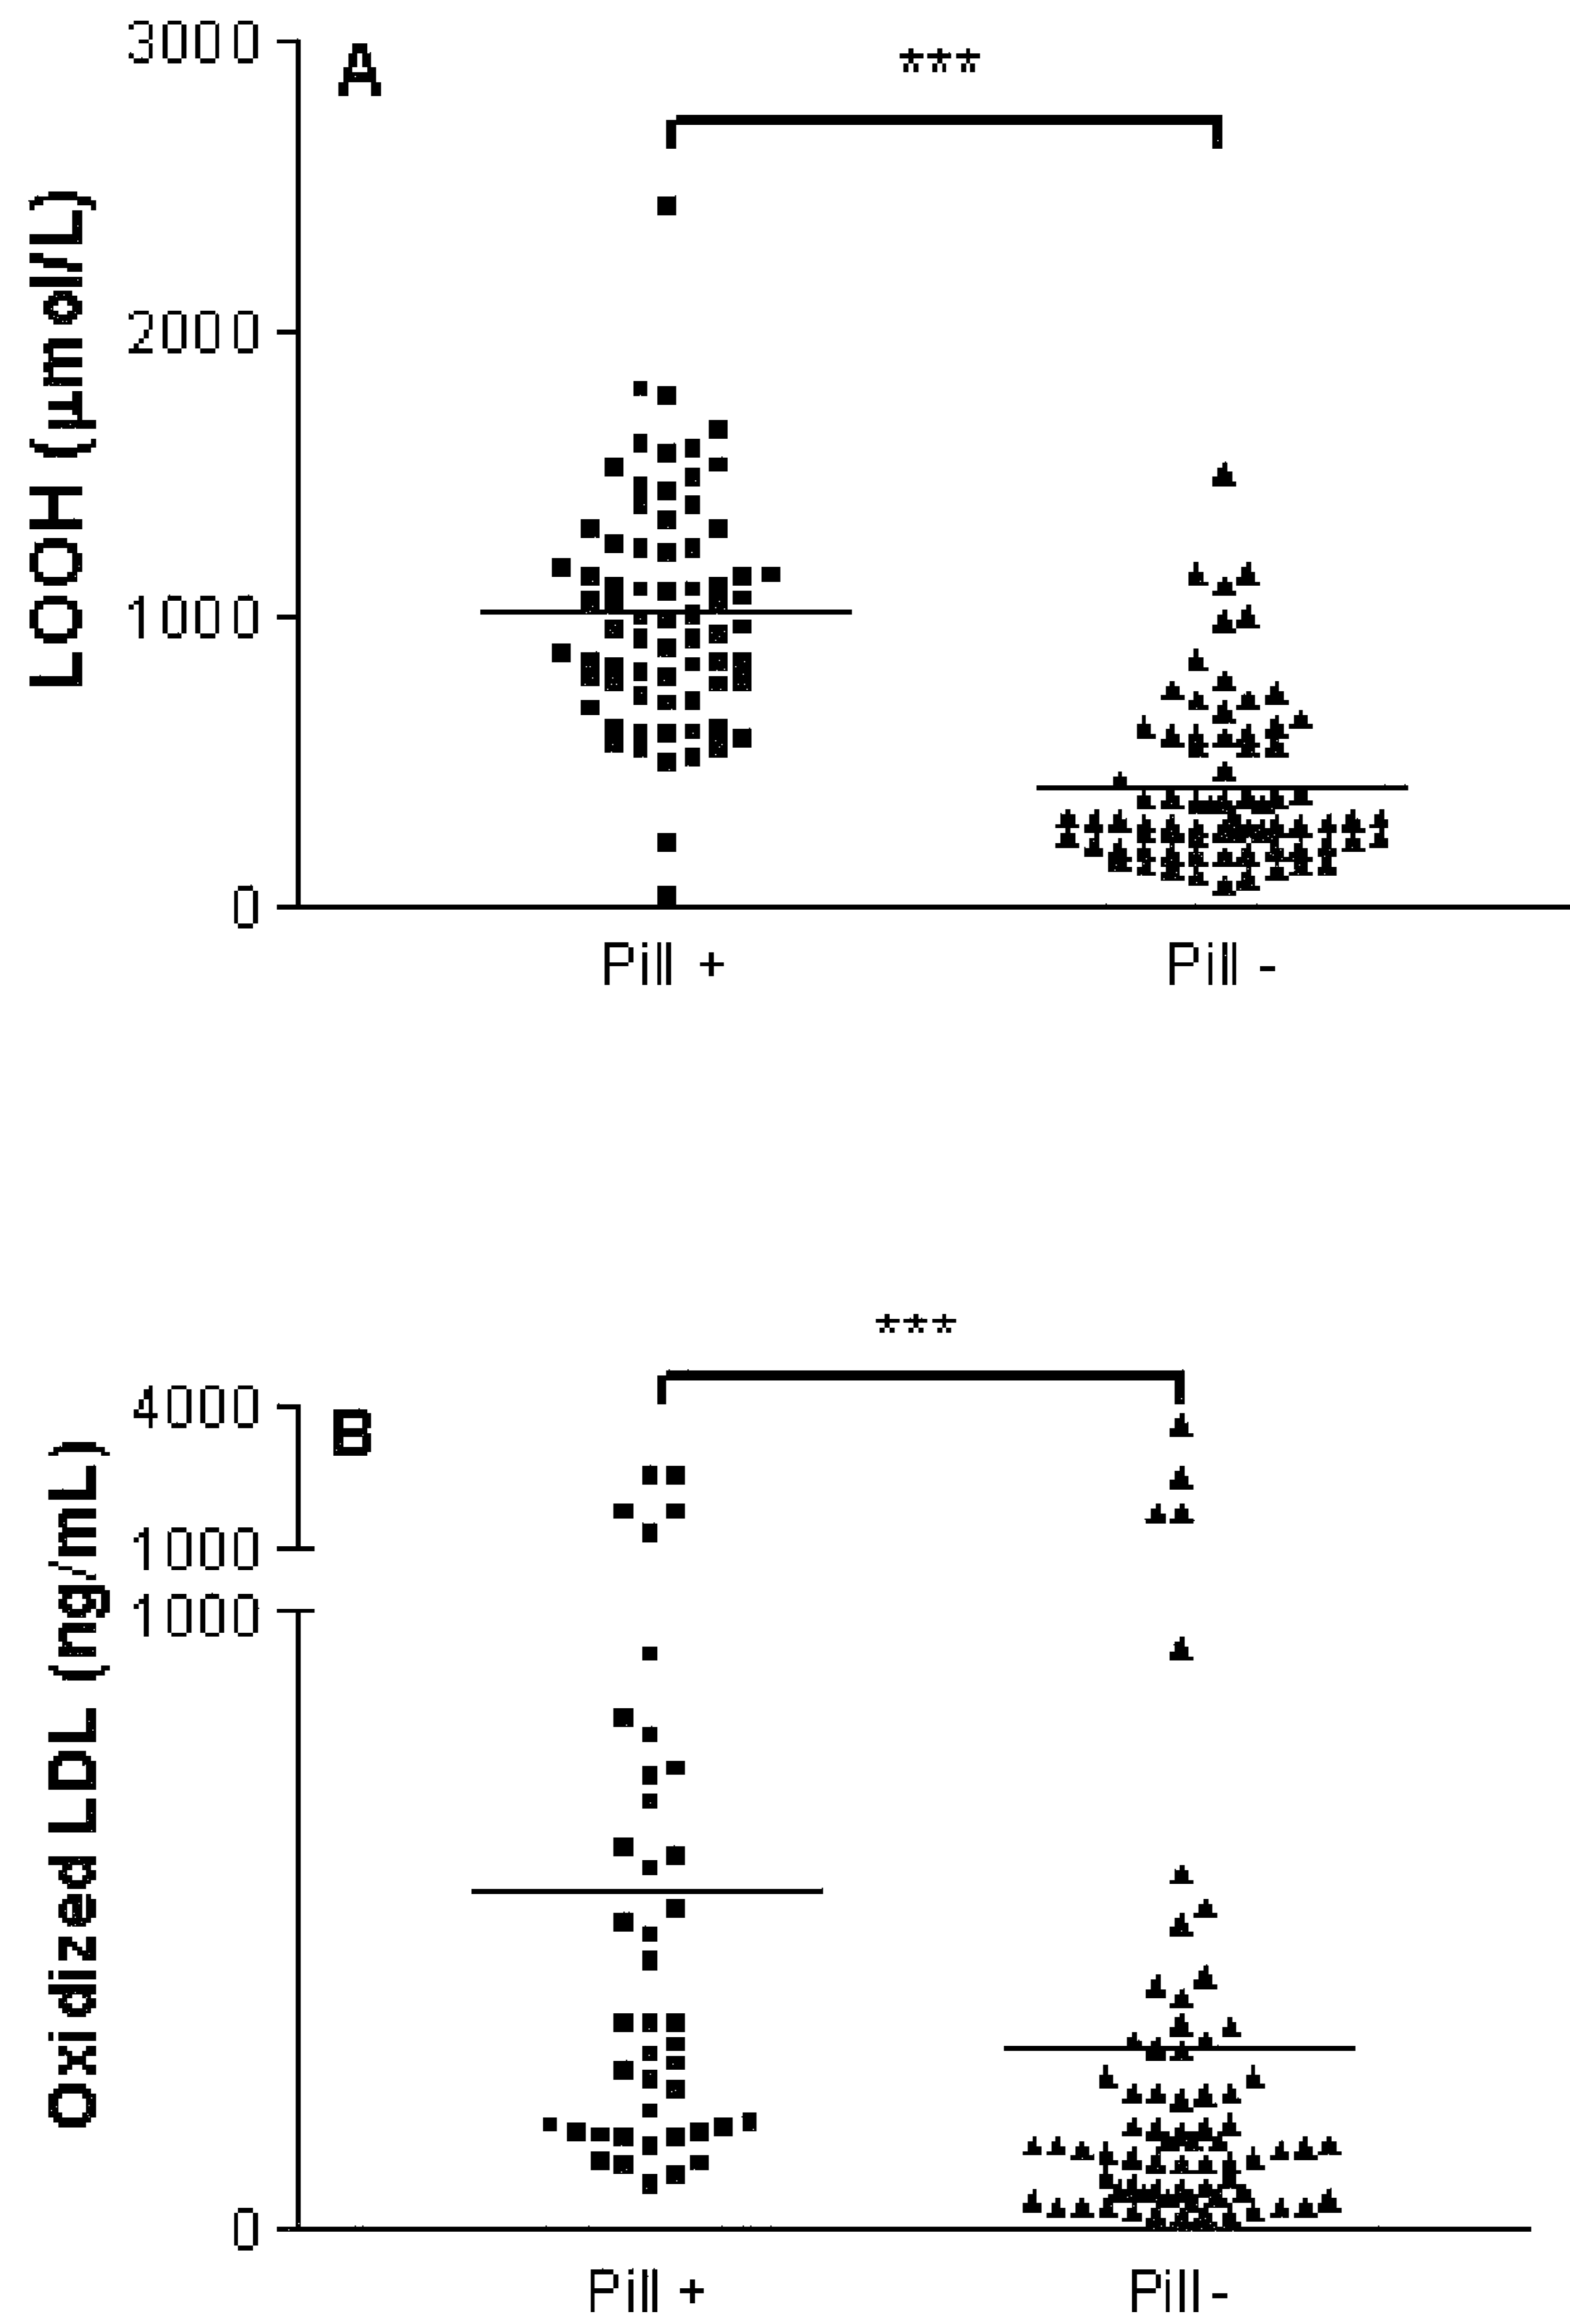 3000
A
***
LOOH (µmol/L)
2000
1000
0
Pill +
Pill -
***
4000
B
Oxidized LDL (ng/mL)
1000
1000
0
Pill +
Pill -